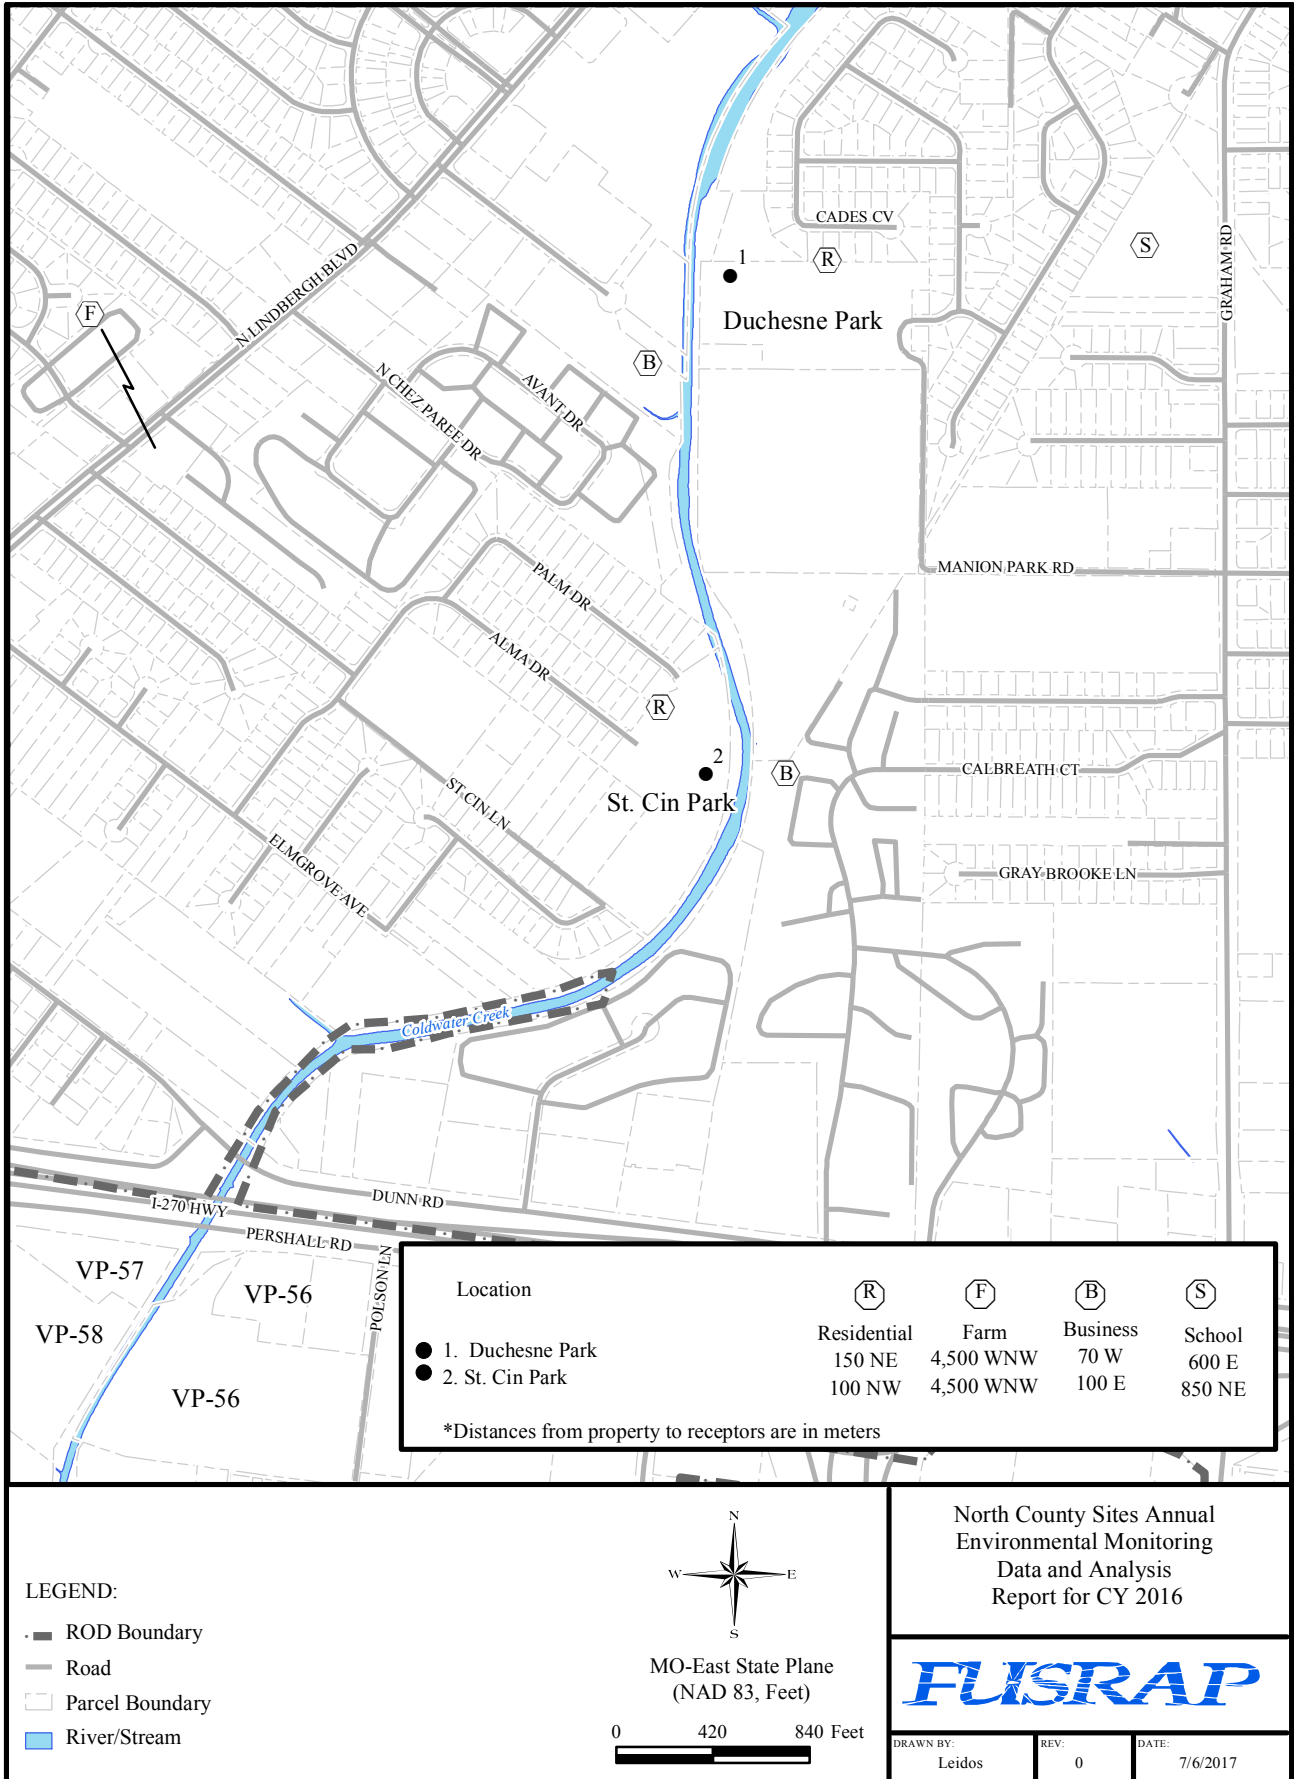 1
CADES CV
R
S
GRAHAM RD
F
N LINDBERGH BLVD
Duchesne Park
B
AVANT DR
N CHEZ PAREE DR
MANION PARK RD
PALM DR
ALMA DR
R
2
B
CALBREATH CT
St. Cin Park
ST CIN LN
ELMGROVE AVE
GRAY BROOKE LN
Coldwater Creek
DUNN RD
I-270 HWY
PERSHALL RD
POLSON LN
VP-57
VP-56
VP-58
VP-56
Location
R F B S
Residential Farm Business School
1. Duchesne Park 150 NE 4,500 WNW 70 W 600 E
2. St. Cin Park 100 NW 4,500 WNW 100 E 850 NE
*Distances from property to receptors are in meters
LEGEND:
ROD Boundary
Road
Parcel Boundary
River/Stream
N
W E
S
MO-East State Plane
(NAD 83, Feet)
0 420 840 Feet
North County Sites Annual
Environmental Monitoring
Data and Analysis
Report for CY 2016
FUSRAP
DRAWN BY: REV: DATE:
Leidos 0 7/6/2017